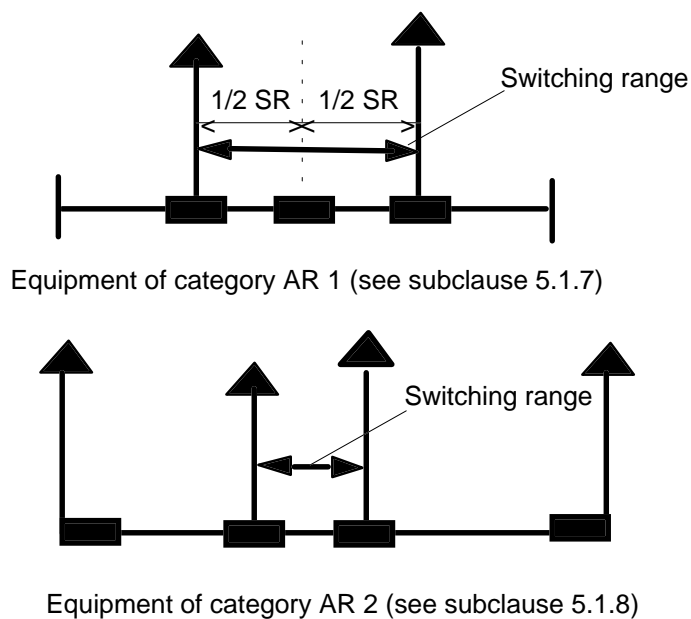 Switching range
1/2 SR
1/2 SR
Equipment of category AR 1 (see subclause 5.1.7)
Switching range
Equipment of category AR 2 (see subclause 5.1.8)